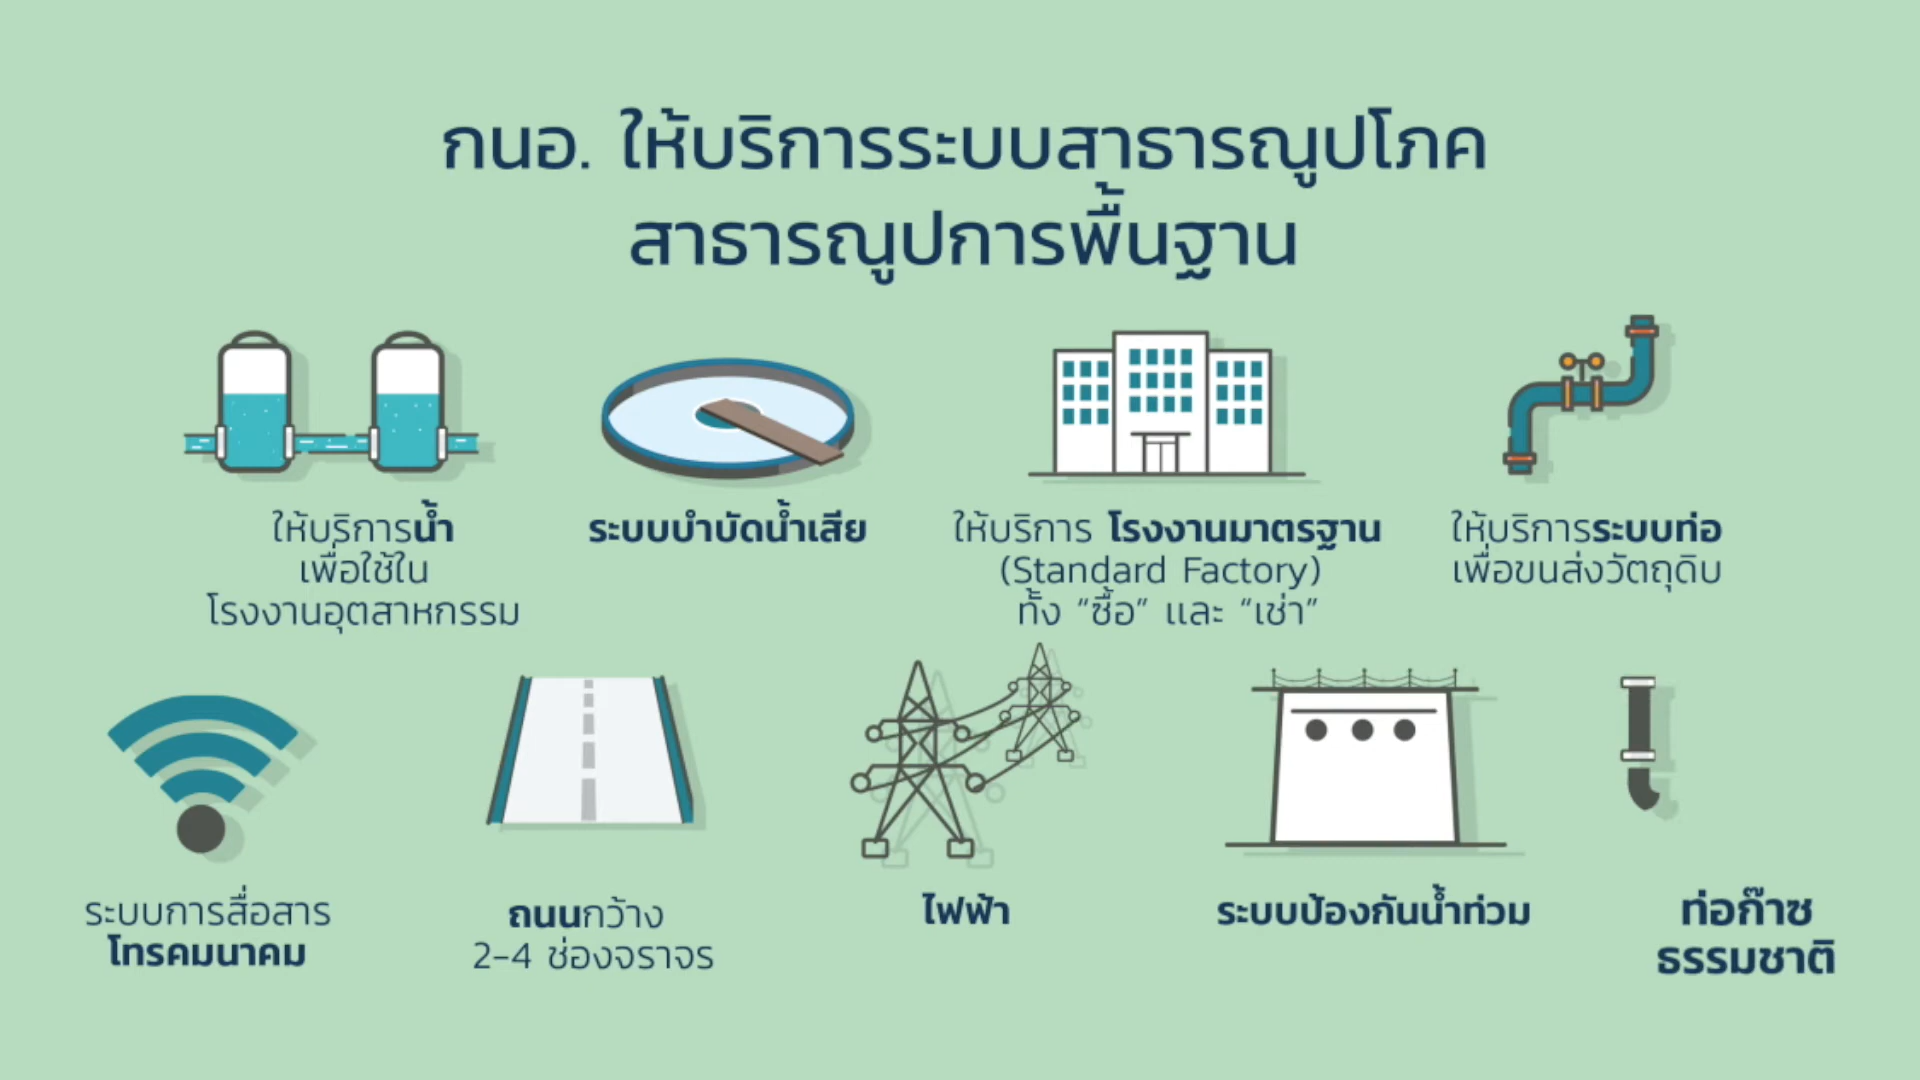 กนอ. ให้บริการระบบสาธารณูปโภค
สาธารณูปการพื้นฐาน
ให้บริการน้ำ
เพื่อใช้ใน
โรงงานอุตสาหกรรม
ระบบบำบัดน้ำเสีย
ให้บริการ โรงงานมาตรฐาน
(Standard Factory)
ทั้ง “ซื้อ” และ “เช่า”
ให้บริการระบบท่อ
เพื่อขนส่งวัตถุดิบ
ระบบการสื่อสาร
โทรคมนาคม
ถนนกว้าง
2-4 ช่องจราจร
ไฟฟ้า
ระบบป้องกันน้ำท่วม
ท่อก๊าซ
ธรรมชาติ